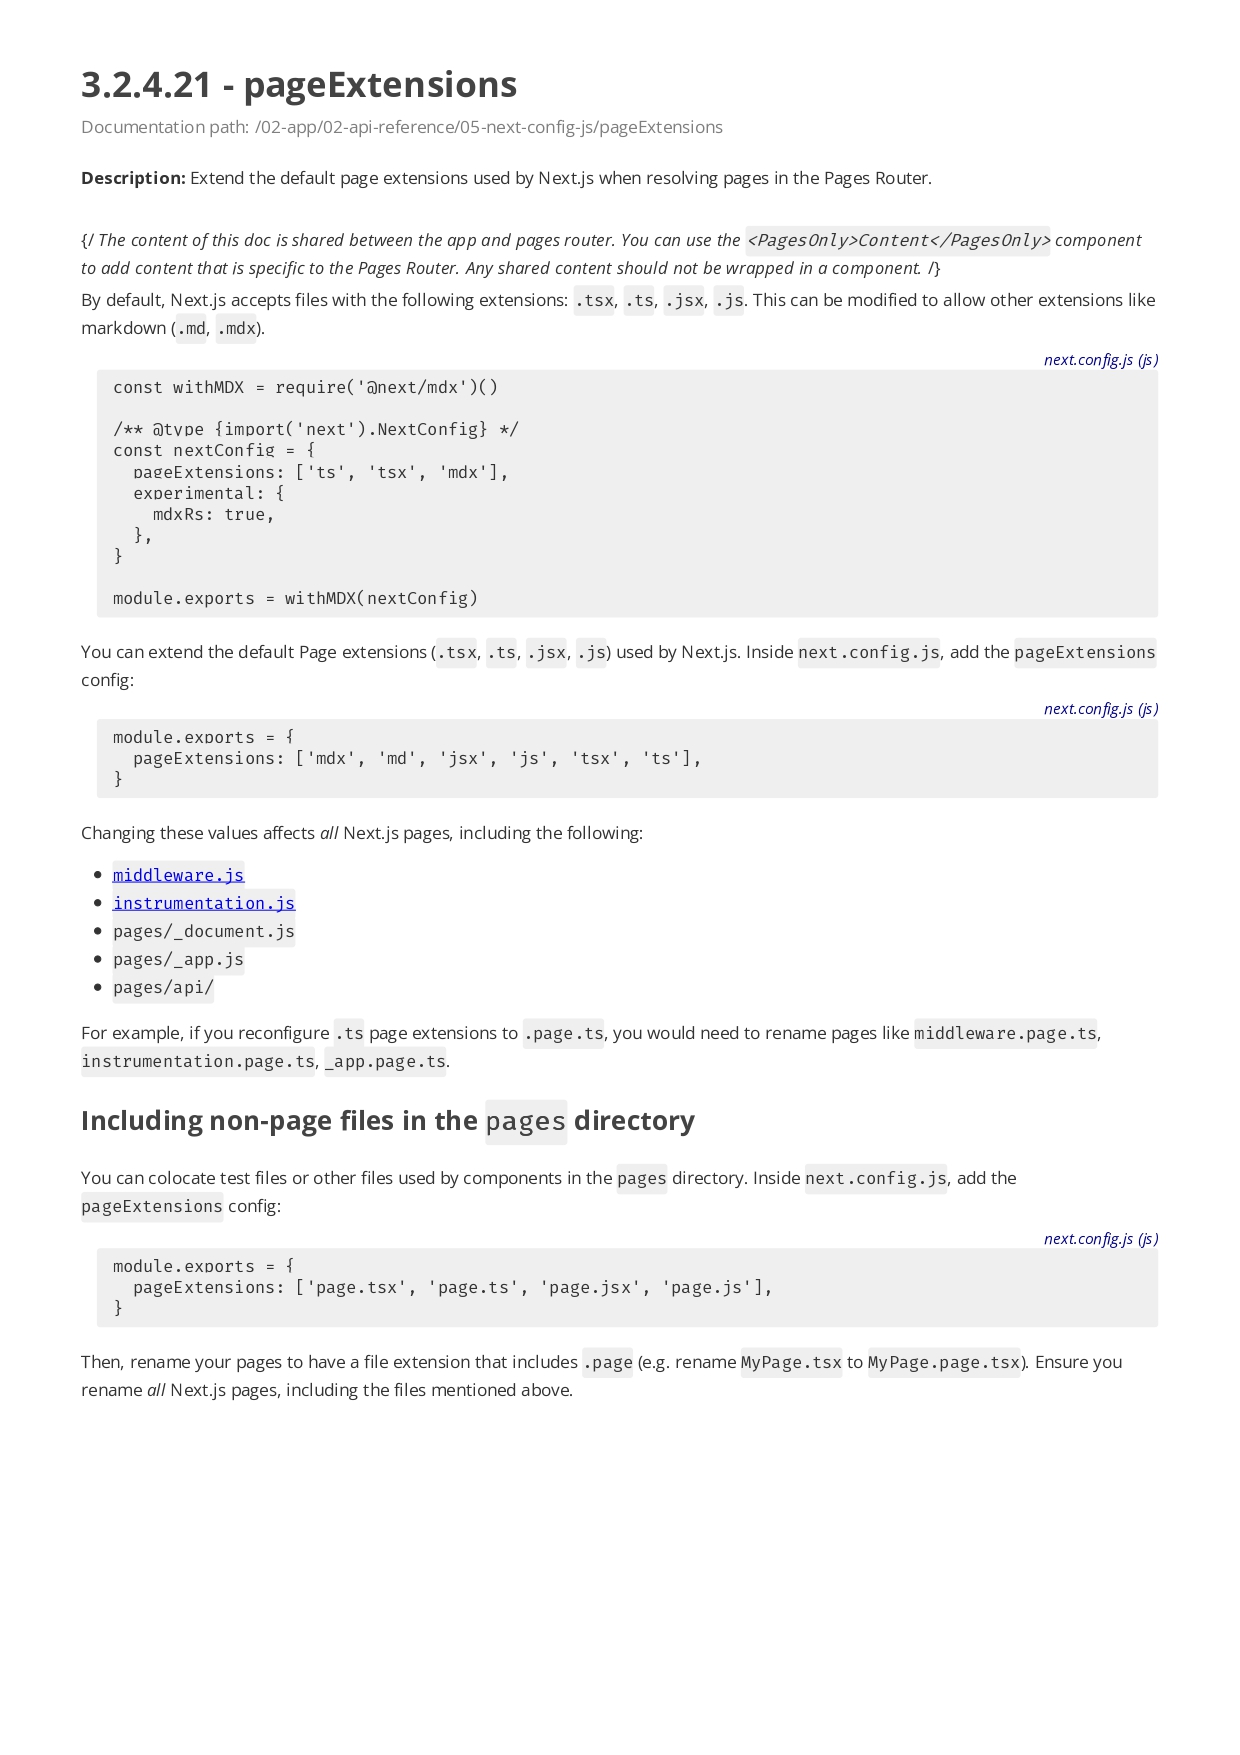 3.2.4.21 - pageExtensions
Documentation path: /02-app/02-api-reference/05-next-config-js/pageExtensions
Description: Extend the default page extensions used by Next.js when resolving pages in the Pages Router.
{/ The content of this doc is shared between the app and pages router. You can use the <PagesOnly>Content</PagesOnly> component
to add content that is specific to the Pages Router. Any shared content should not be wrapped in a component. /}
By default, Next.js accepts files with the following extensions: .tsx, .ts, .jsx, .js. This can be modified to allow other extensions like
markdown (.md, .mdx).
next.config.js (js)
const withMDX = require('@next/mdx')()
/** @type {import('next').NextConfig} */
const nextConfig = {
  pageExtensions: ['ts', 'tsx', 'mdx'],
  experimental: {
    mdxRs: true,
  },
}
module.exports = withMDX(nextConfig)
You can extend the default Page extensions (.tsx, .ts, .jsx, .js) used by Next.js. Inside next.config.js, add the pageExtensions
config:
next.config.js (js)
module.exports = {
  pageExtensions: ['mdx', 'md', 'jsx', 'js', 'tsx', 'ts'],
}
Changing these values affects all Next.js pages, including the following:
• middleware.js
• instrumentation.js
• pages/_document.js
• pages/_app.js
• pages/api/
For example, if you reconfigure .ts page extensions to .page.ts, you would need to rename pages like middleware.page.ts,
instrumentation.page.ts, _app.page.ts.
Including non-page files in the pages directory
You can colocate test files or other files used by components in the pages directory. Inside next.config.js, add the
pageExtensions config:
next.config.js (js)
module.exports = {
  pageExtensions: ['page.tsx', 'page.ts', 'page.jsx', 'page.js'],
}
Then, rename your pages to have a file extension that includes .page (e.g. rename MyPage.tsx to MyPage.page.tsx). Ensure you
rename all Next.js pages, including the files mentioned above.